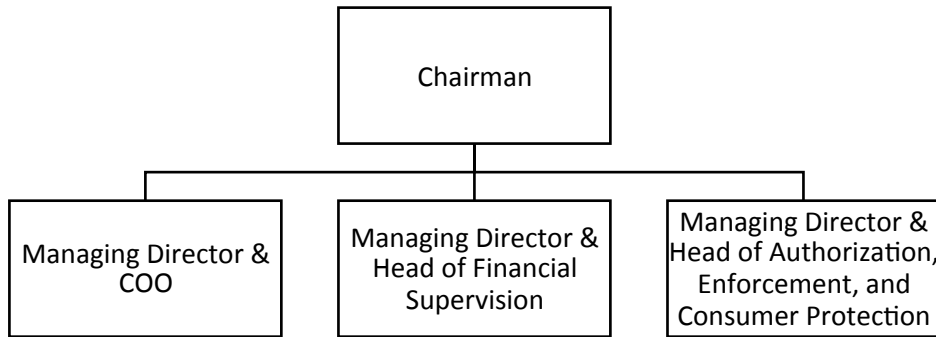 Chairman
Managing Director &
COO
Managing Director &
Head of Financial
Supervision
Managing Director &
Head of Authorization,
Enforcement, and
Consumer Protection